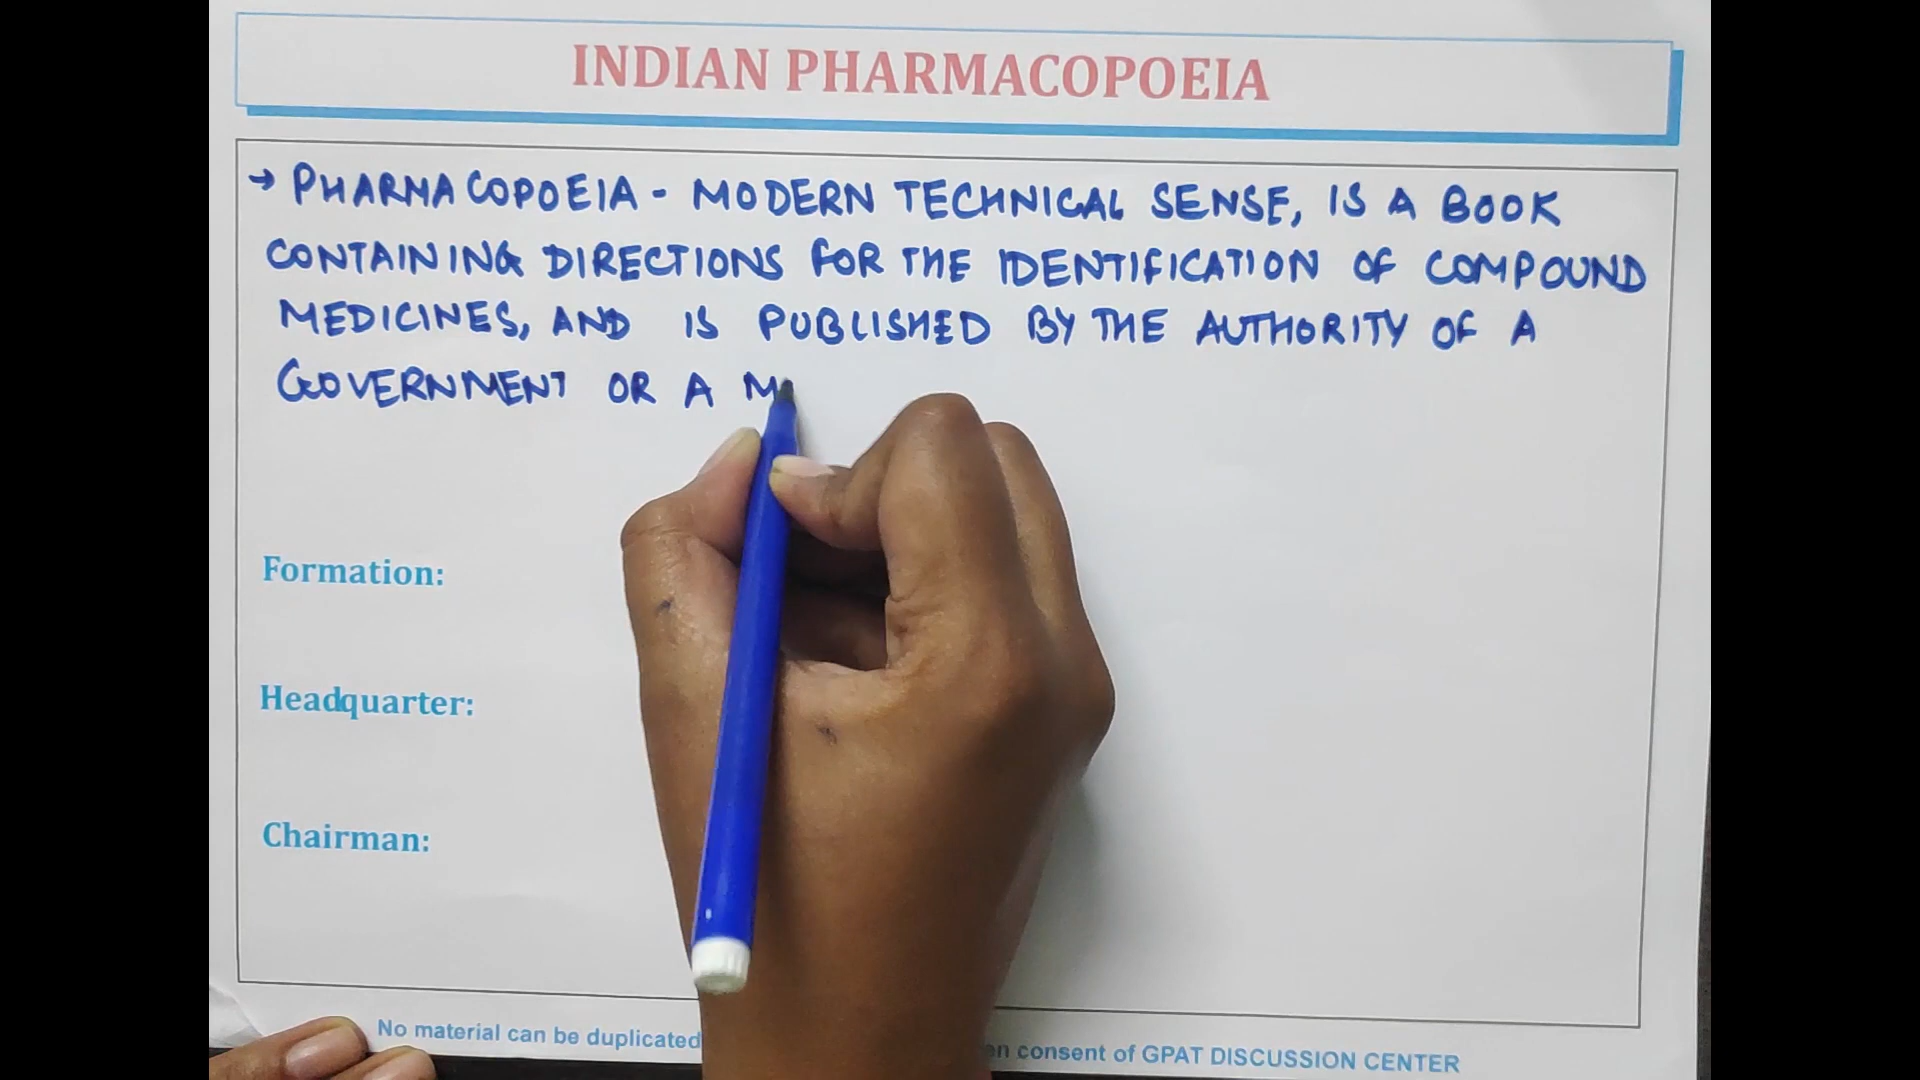 INDIAN PHARMACOPOEIA
→ PHARMACOPOEIA - MODERN TECHNICAL SENSE, IS A BOOK
CONTAINING DIRECTIONS FOR THE IDENTIFICATION OF COMPOUND
MEDICINES, AND IS PUBLISHED BY THE AUTHORITY OF A
GOVERNMENT OR A M
Formation:
Headquarter:
Chairman:
No material can be duplicated consent of GPAT DISCUSSION CENTER